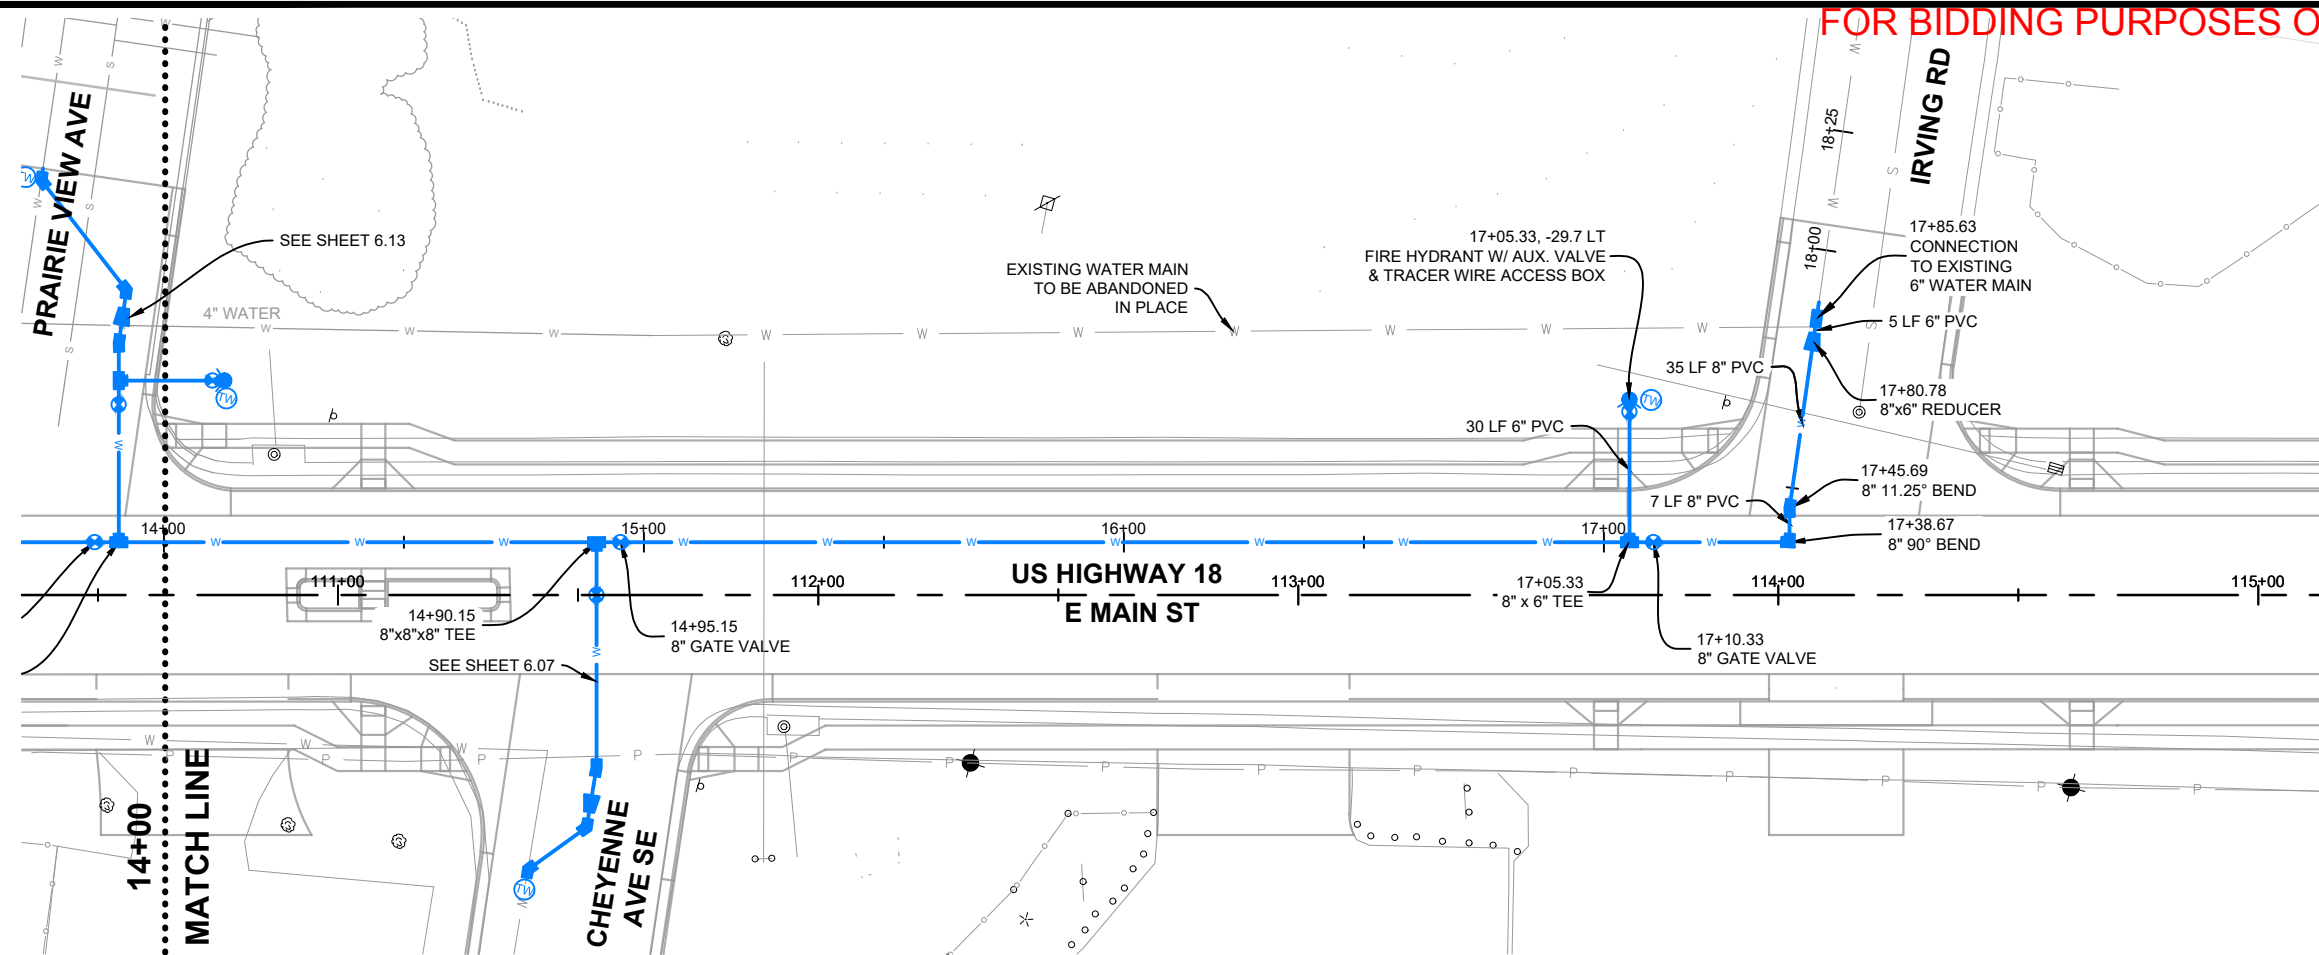 FOR BIDDING PURPOSES O
PRAIRIE VIEW AVE
IRVING RD
18+25
18+00
SEE SHEET 6.13
4" WATER
EXISTING WATER MAIN
TO BE ABANDONED
IN PLACE
17+05.33, -29.7 LT
FIRE HYDRANT W/ AUX. VALVE
& TRACER WIRE ACCESS BOX
17+85.63
CONNECTION
TO EXISTING
6" WATER MAIN
5 LF 6" PVC
35 LF 8" PVC
17+80.78
8"x6" REDUCER
30 LF 6" PVC
17+45.69
8" 11.25° BEND
7 LF 8" PVC
17+38.67
8" 90° BEND
14+00
15+00
16+00
17+00
111+00
112+00
113+00
114+00
115+00
US HIGHWAY 18
E MAIN ST
14+90.15
8"x8"x8" TEE
14+95.15
8" GATE VALVE
17+05.33
8" x 6" TEE
17+10.33
8" GATE VALVE
SEE SHEET 6.07
14+00
MATCH LINE
CHEYENNE
AVE SE
TW
TW
TW
TW